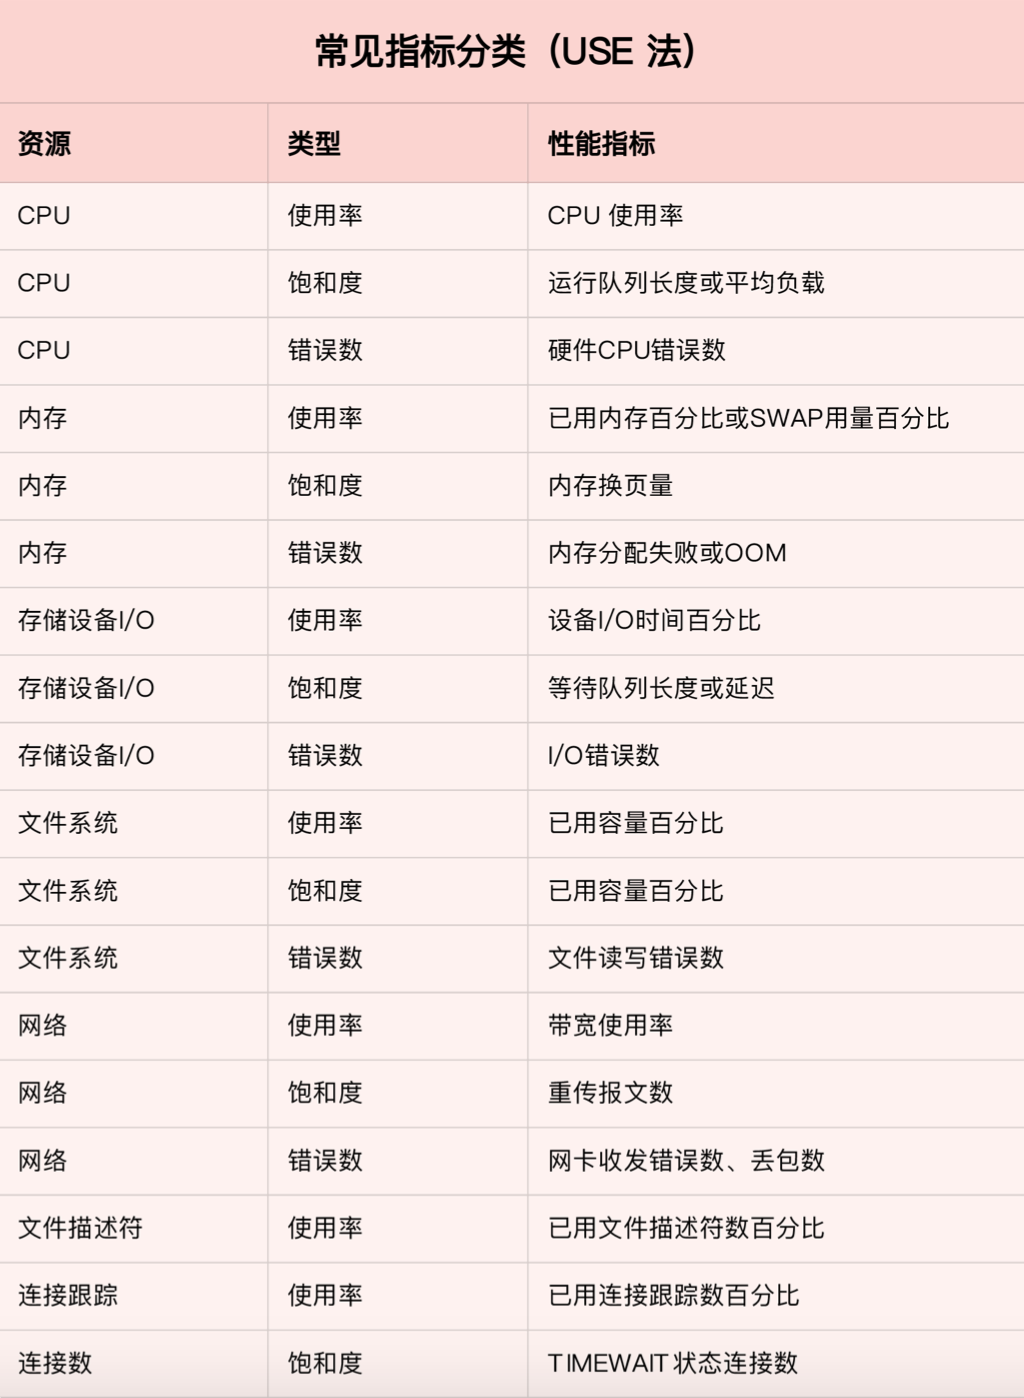 常见指标分类（USE 法）
资源 类型 性能指标
CPU 使用率 CPU 使用率
CPU 饱和度 运行队列长度或平均负载
CPU 错误数 硬件CPU错误数
内存 使用率 已用内存百分比或SWAP用量百分比
内存 饱和度 内存换页量
内存 错误数 内存分配失败或OOM
存储设备I/O 使用率 设备I/O时间百分比
存储设备I/O 饱和度 等待队列长度或延迟
存储设备I/O 错误数 I/O错误数
文件系统 使用率 已用容量百分比
文件系统 饱和度 已用容量百分比
文件系统 错误数 文件读写错误数
网络 使用率 带宽使用率
网络 饱和度 重传报文数
网络 错误数 网卡收发错误数、丢包数
文件描述符 使用率 已用文件描述符数百分比
连接跟踪 使用率 已用连接跟踪数百分比
连接数 饱和度 TIMEWAIT状态连接数